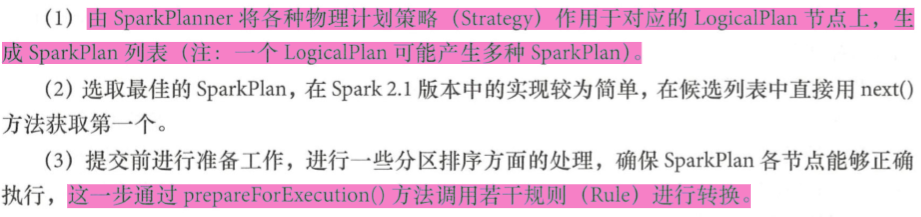 (1) 由 SparkPlanner 将各种物理计划策略（Strategy）作用于对应的 LogicalPlan 节点上，生
成 SparkPlan 列表（注：一个 LogicalPlan 可能产生多种 SparkPlan）。
(2) 选取最佳的 SparkPlan，在 Spark 2.1 版本中的实现较为简单，在候选列表中直接用 next()
方法获取第一个。
(3) 提交前进行准备工作，进行一些分区排序方面的处理，确保 SparkPlan 各节点能够正确
执行，这一步通过 prepareForExecution() 方法调用若干规则（Rule）进行转换。